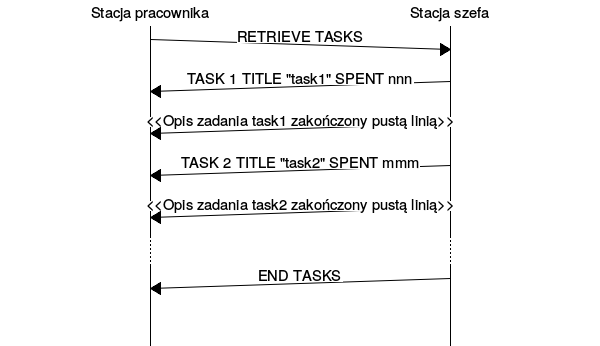 Stacja pracownika Stacja szefa
RETRIEVE TASKS
TASK 1 TITLE "task1" SPENT nnn
<<Opis zadania task1 zakończony pustą linią>>
TASK 2 TITLE "task2" SPENT mmm
<<Opis zadania task2 zakończony pustą linią>>
END TASKS